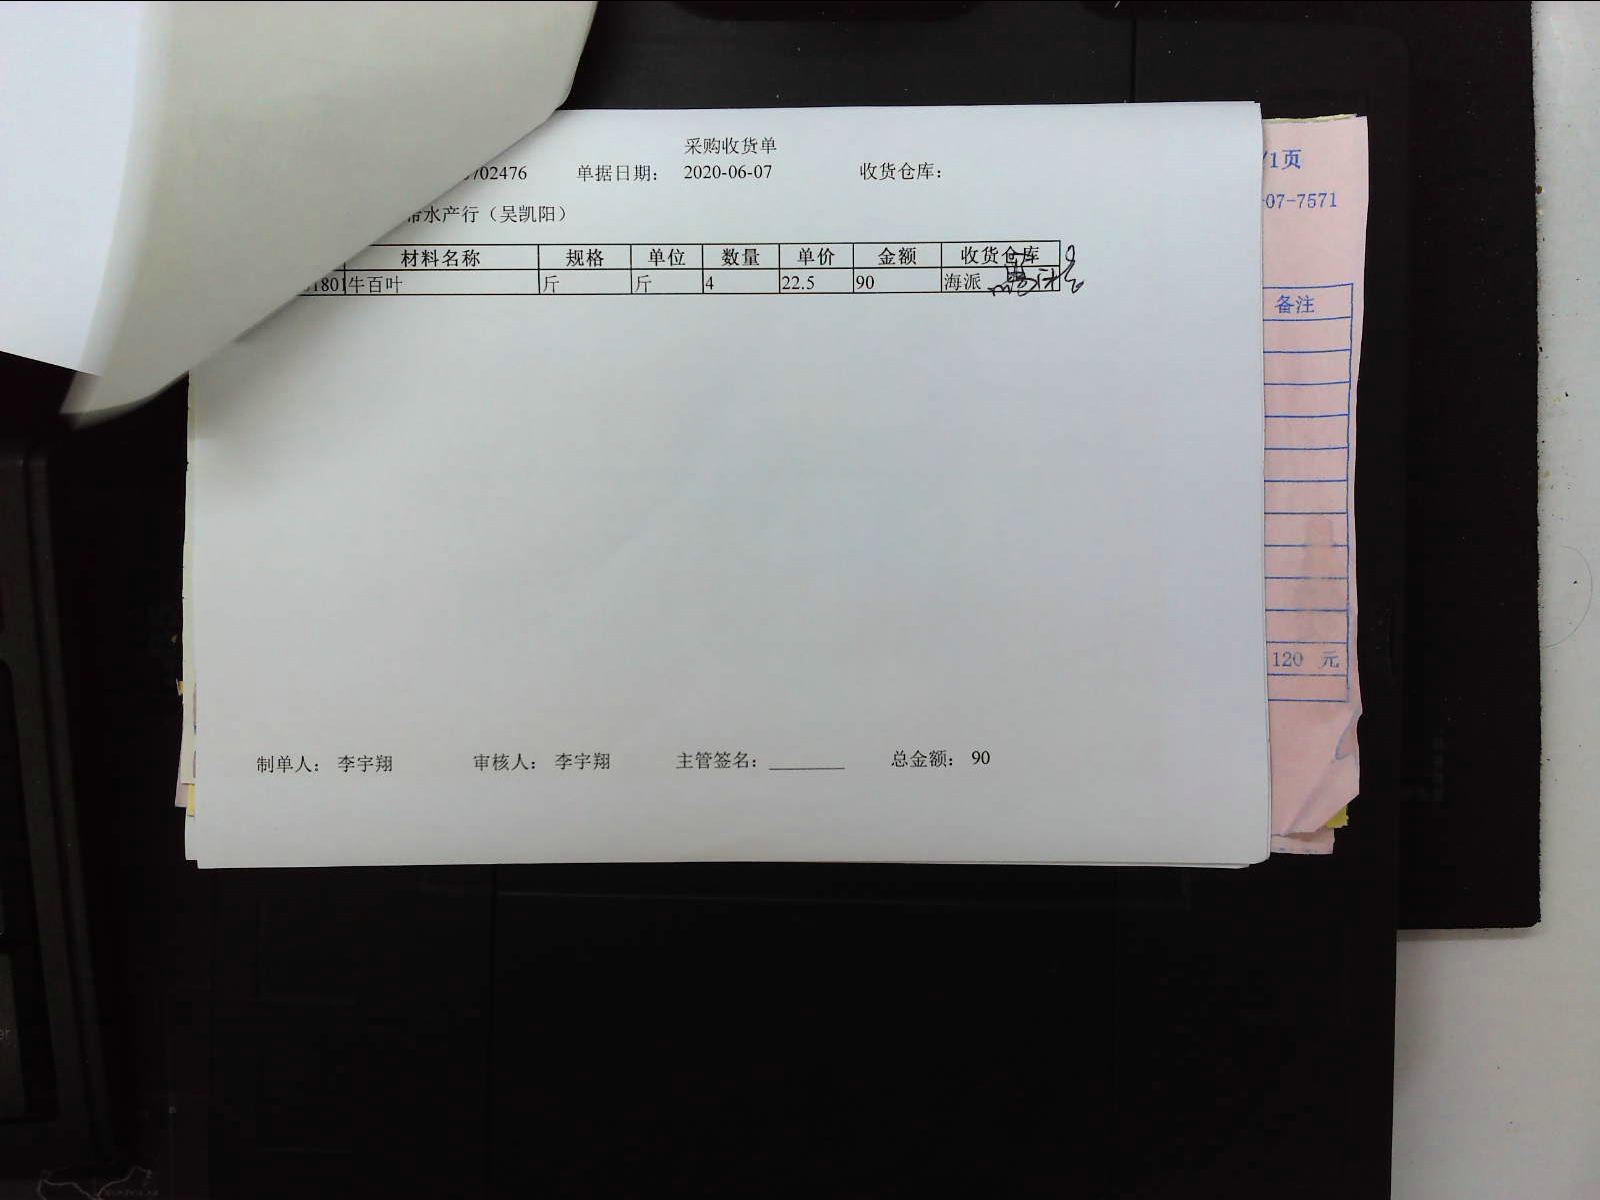 采购收货单
702476 单据日期： 2020-06-07 收货仓库：
水产行（吴凯阳）
材料名称 规格 单位 数量 单价 金额 收货仓库
1801 牛百叶 斤 斤 4 22.5 90 海派
制单人： 李宇翔 审核人： 李宇翔 主管签名： 总金额： 90
/1页
-07-7571
备注
120 元